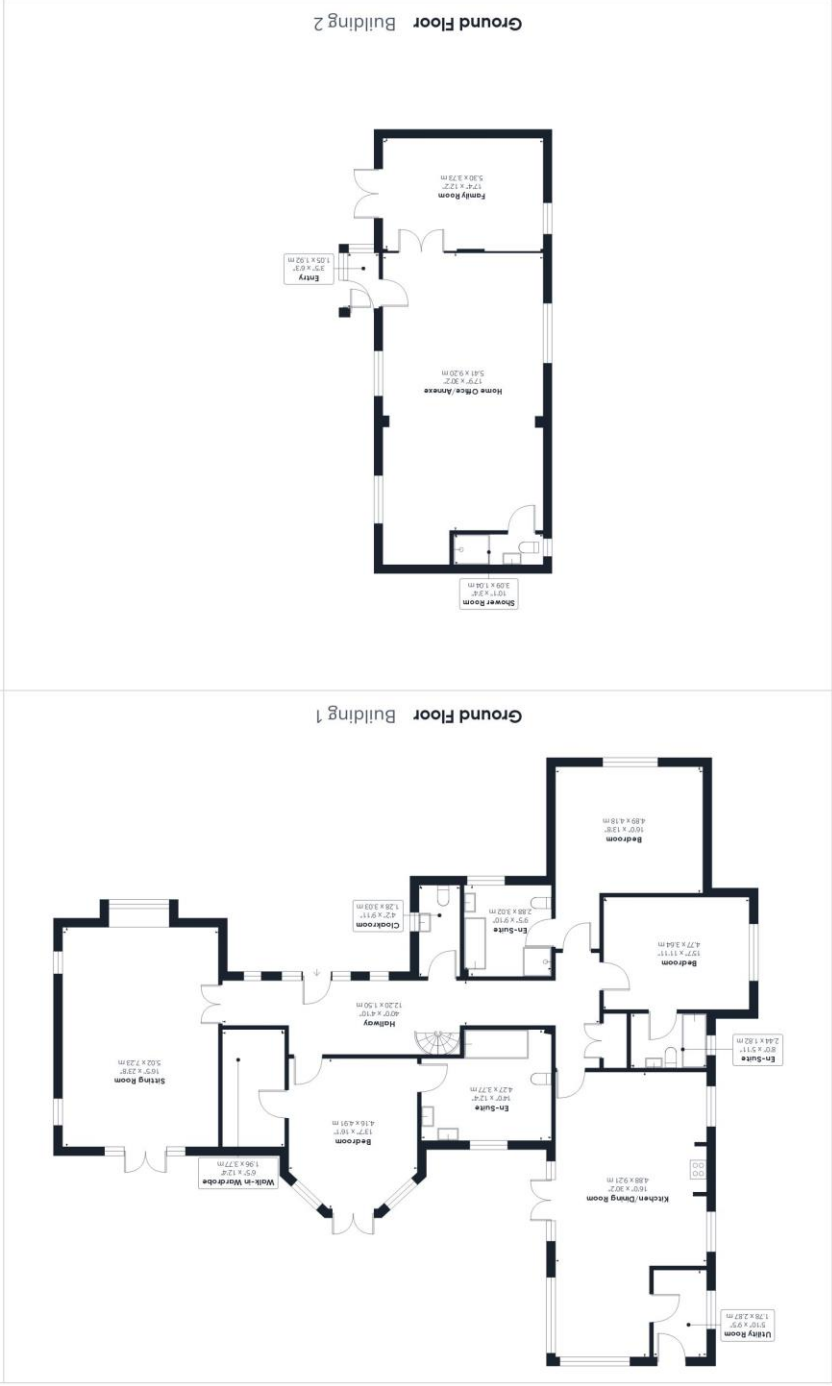 Utility Room
5'10" x 9'5"
1.78 x 2.87 m
Kitchen/Dining Room
16'0" x 30'2"
4.88 x 9.21 m
Walk-in Wardrobe
6'5" x 12'4"
1.96 x 3.77 m
Bedroom
13'7" x 16'1"
4.16 x 4.91 m
En-Suite
14'0" x 12'4"
4.27 x 3.77 m
Sitting Room
16'5" x 23'8"
5.02 x 7.23 m
En-Suite
8'0" x 5'11"
2.44 x 1.82 m
Hallway
40'0" x 4'10"
12.20 x 1.50 m
Bedroom
15'7" x 11'11"
4.77 x 3.64 m
En-Suite
9'5" x 9'10"
2.88 x 3.02 m
Cloakroom
4'2" x 9'11"
1.28 x 3.03 m
Bedroom
16'0" x 13'8"
4.89 x 4.18 m
Ground Floor Building 1
Shower Room
10'1" x 3'4"
3.09 x 1.04 m
Home Office/Annexe
17'9" x 30'2"
5.41 x 9.20 m
Entry
3'5" x 6'3"
1.05 x 1.92 m
Family Room
17'4" x 12'2"
5.30 x 3.73 m
Ground Floor Building 2